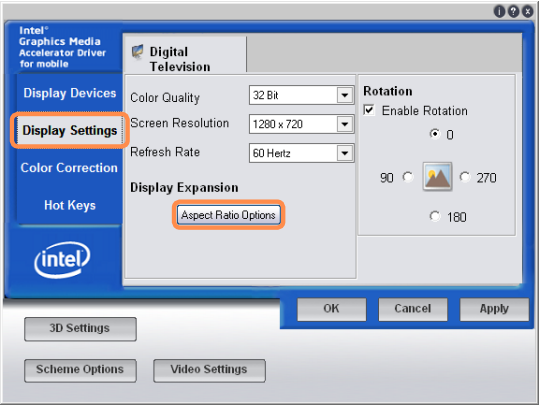 Intel®
Graphics Media
Accelerator Driver
for mobile
Digital
Television
Display Devices
Display Settings
Color Correction
Hot Keys
intel
Color Quality
32 Bit
Screen Resolution
1280 x 720
Refresh Rate
60 Hertz
Display Expansion
Aspect Ratio Options
Rotation
Enable Rotation
0
90
270
180
OK
Cancel
Apply
3D Settings
Scheme Options
Video Settings